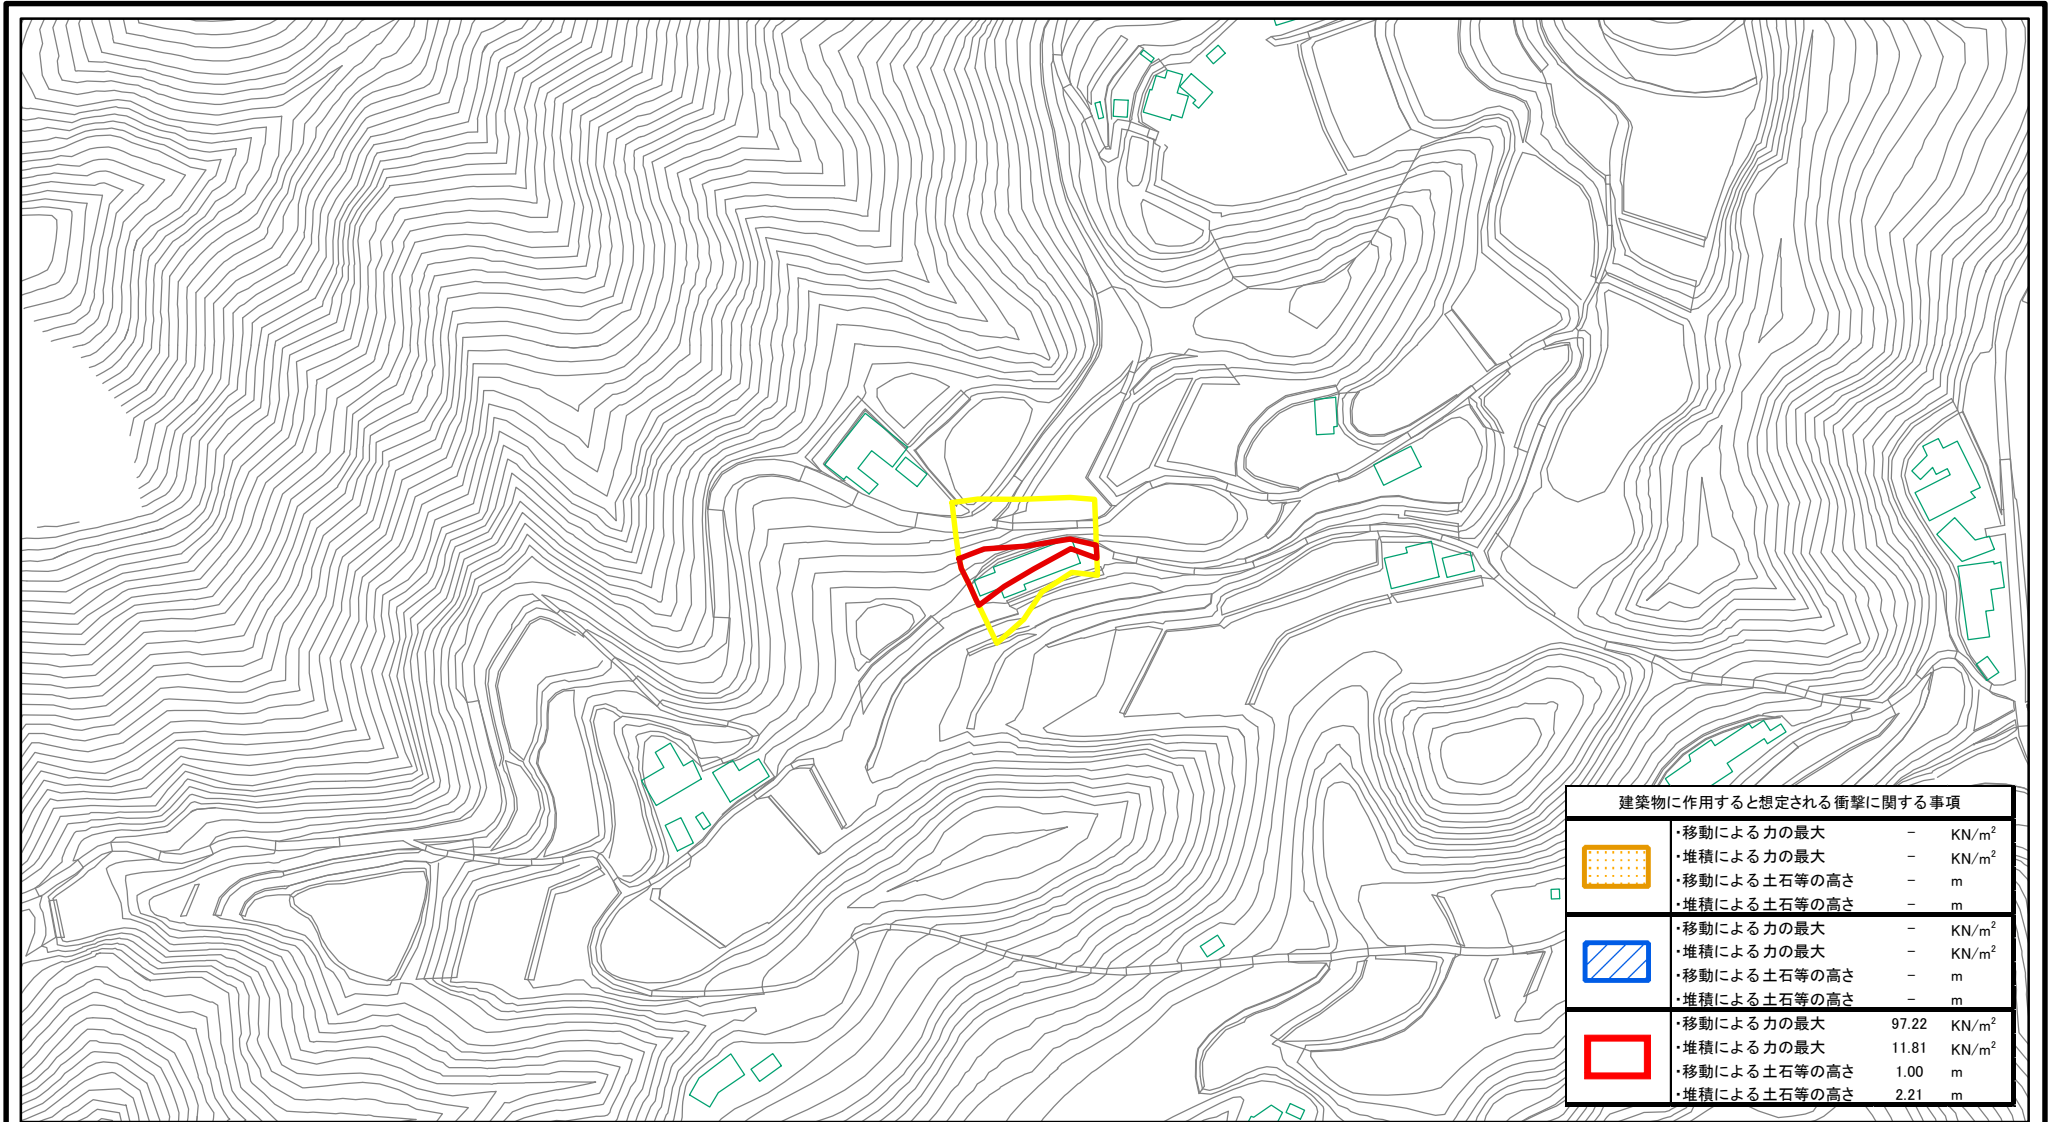 建築物に作用すると想定される衝撃に関する事項
・移動による力の最大 － KN/m²
・堆積による力の最大 － KN/m²
・移動による土石等の高さ － m
・堆積による土石等の高さ － m
・移動による力の最大 － KN/m²
・堆積による力の最大 － KN/m²
・移動による土石等の高さ － m
・堆積による土石等の高さ － m
・移動による力の最大 97.22 KN/m²
・堆積による力の最大 11.81 KN/m²
・移動による土石等の高さ 1.00 m
・堆積による土石等の高さ 2.21 m